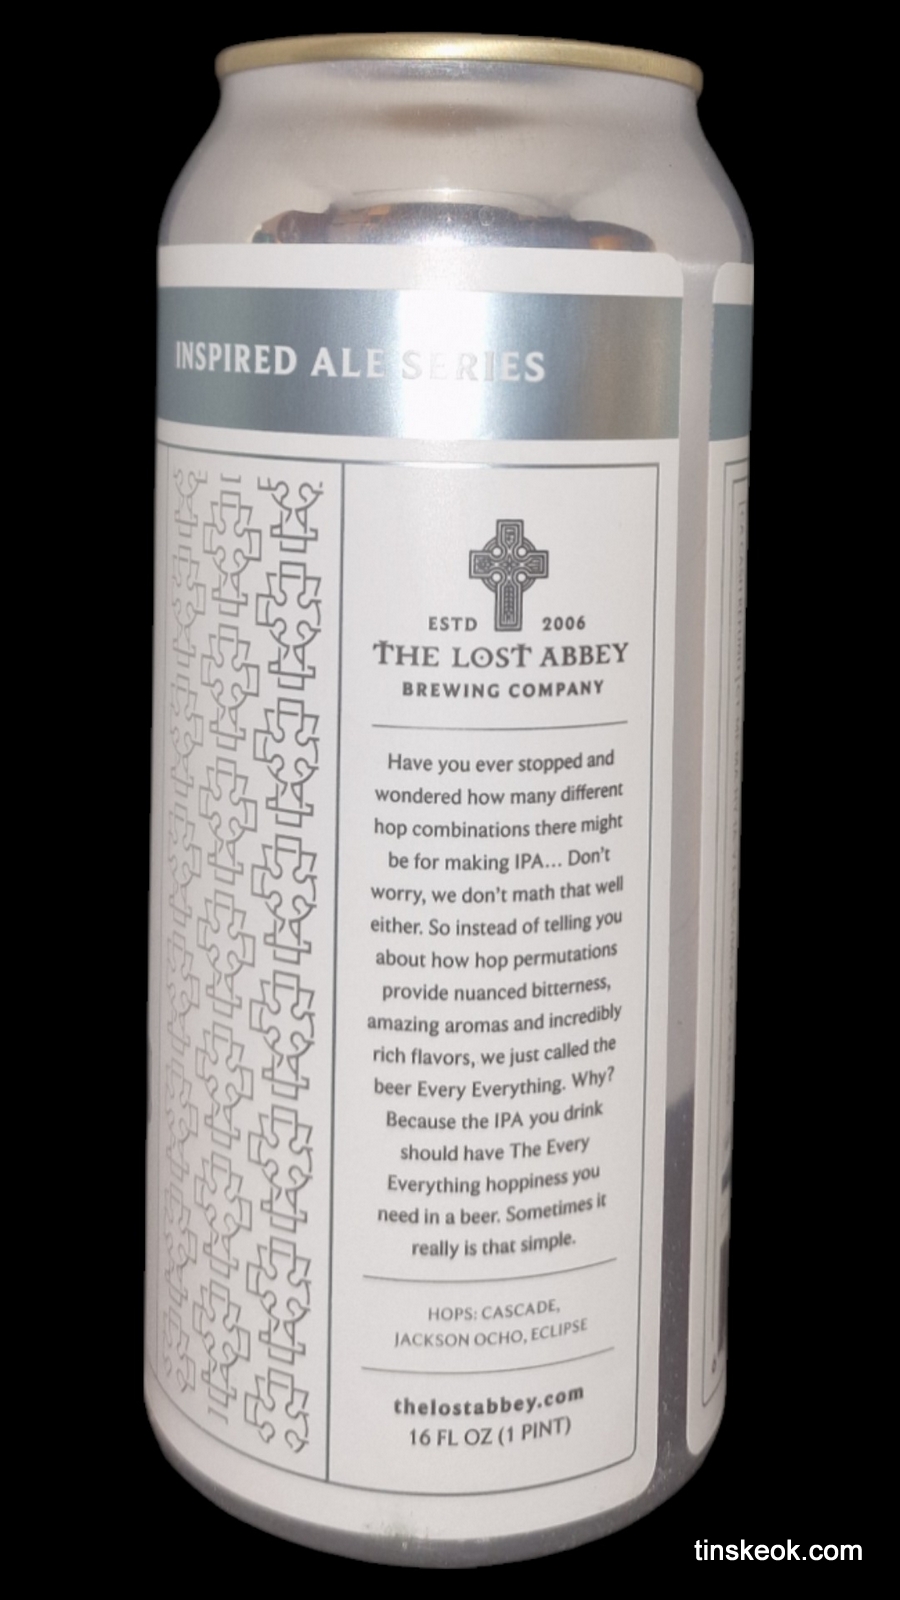 INSPIRED ALE SERIES
ESTD 2006
THE LOST ABBEY
BREWING COMPANY
Have you ever stopped and
wondered how many different
hop combinations there might
be for making IPA... Don't
worry, we don't math that well
either. So instead of telling you
about how hop permutations
provide nuanced bitterness,
amazing aromas and incredibly
rich flavors, we just called the
beer Every Everything. Why?
Because the IPA you drink
should have The Every
Everything hoppiness you
need in a beer. Sometimes it
really is that simple.
HOPS: CASCADE,
JACKSON OCHO, ECLIPSE
thelostabbey.com
16 FL OZ (1 PINT)
tinskeok.com